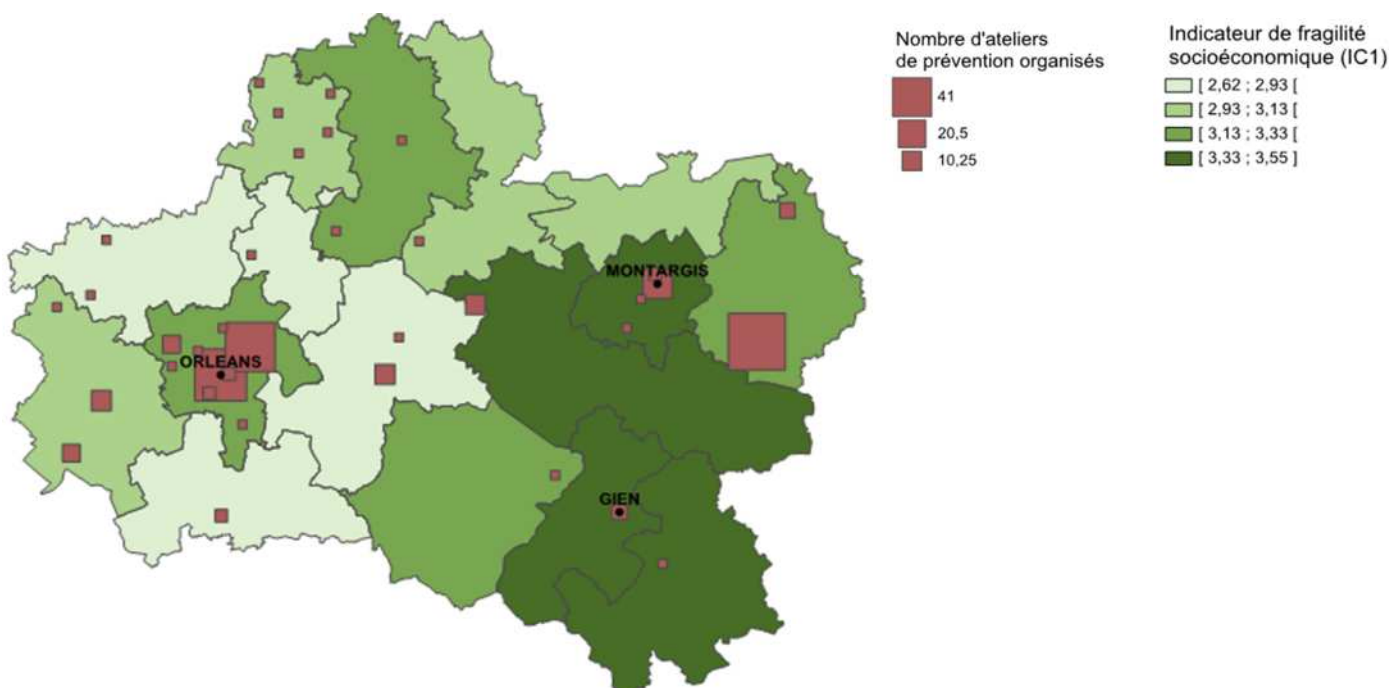 Nombre d'ateliers
de prévention organisés
41
20,5
10,25
Indicateur de fragilité
socioéconomique (IC1)
[ 2,62 ; 2,93 [
[ 2,93 ; 3,13 [
[ 3,13 ; 3,33 [
[ 3,33 ; 3,55 ]
MONTARGIS
ORLEANS
GIEN